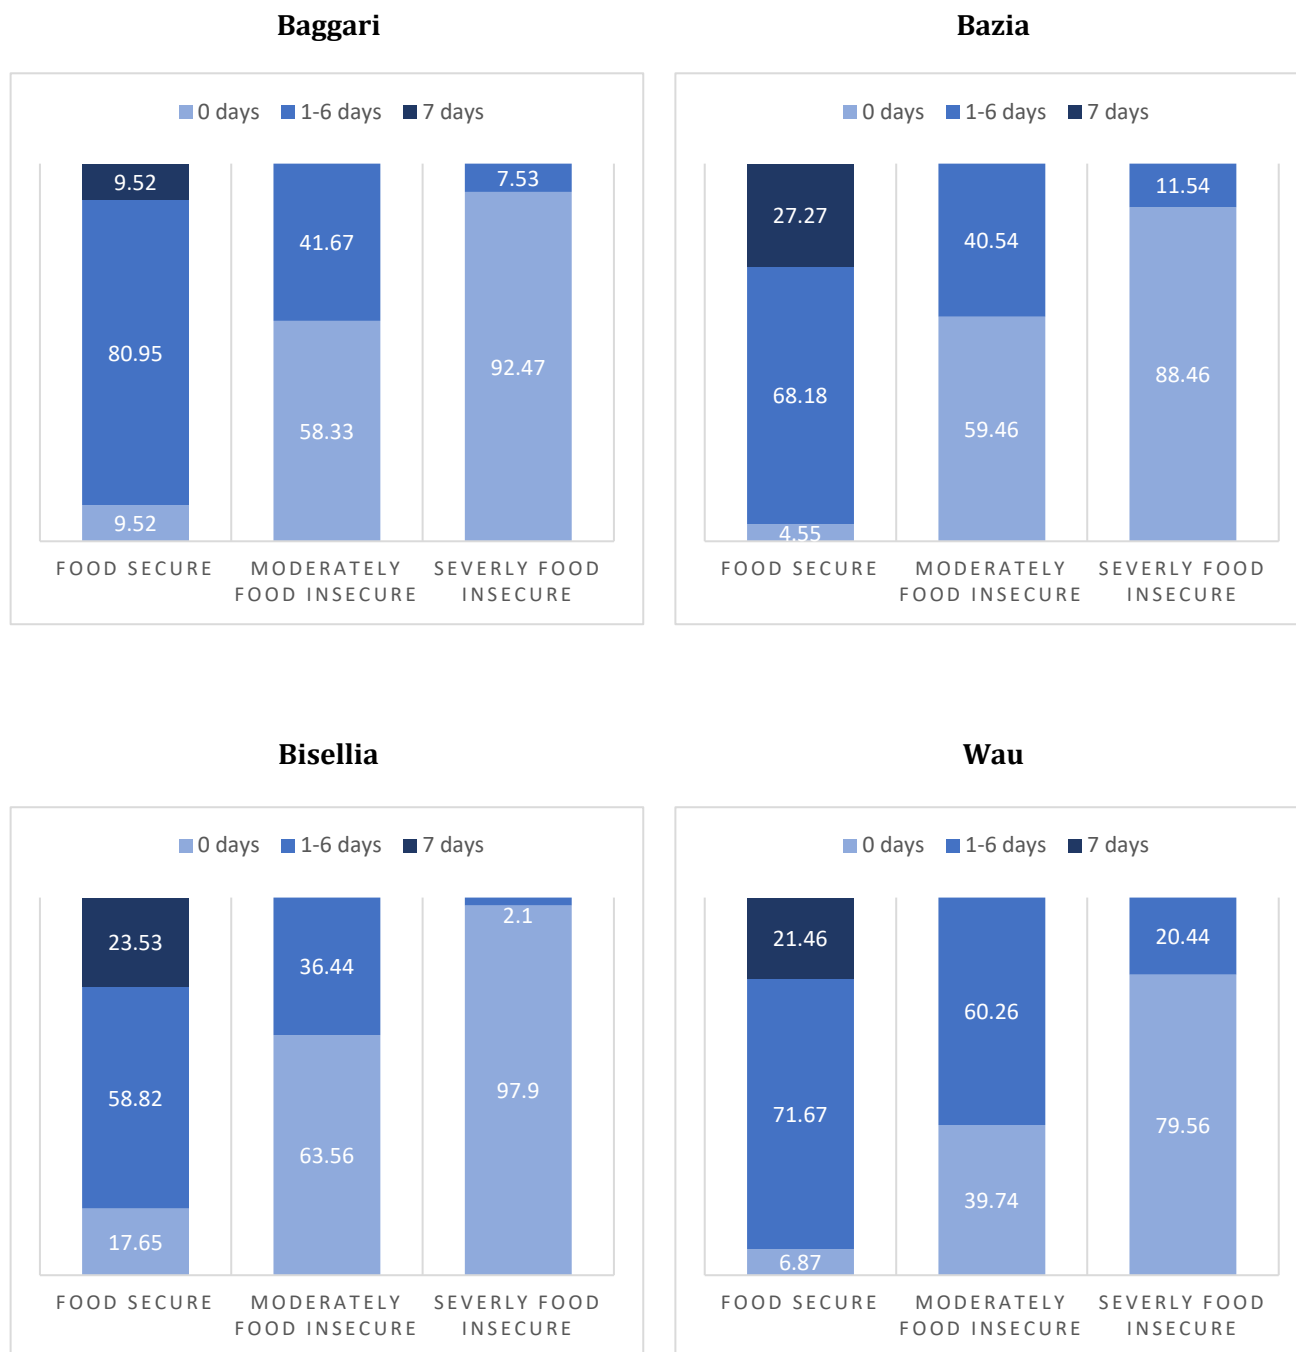 Baggari
0 days 1-6 days 7 days
9.52
80.95
9.52
41.67
58.33
7.53
92.47
FOOD SECURE
MODERATELY
FOOD INSECURE
SEVERLY FOOD
INSECURE
Bazia
0 days 1-6 days 7 days
27.27
68.18
4.55
40.54
59.46
11.54
88.46
FOOD SECURE
MODERATELY
FOOD INSECURE
SEVERLY FOOD
INSECURE
Bisellia
0 days 1-6 days 7 days
23.53
58.82
17.65
36.44
63.56
2.1
97.9
FOOD SECURE
MODERATELY
FOOD INSECURE
SEVERLY FOOD
INSECURE
Wau
0 days 1-6 days 7 days
21.46
71.67
6.87
60.26
39.74
20.44
79.56
FOOD SECURE
MODERATELY
FOOD INSECURE
SEVERLY FOOD
INSECURE